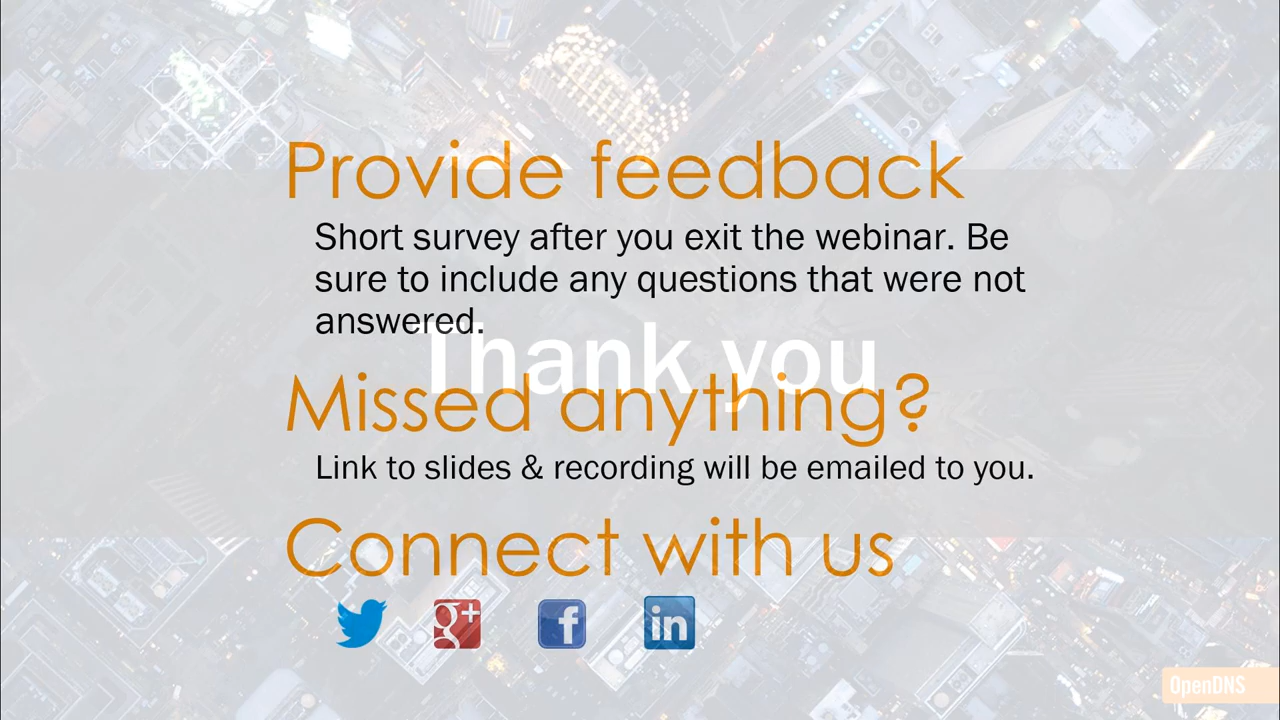 Provide feedback
Short survey after you exit the webinar. Be
sure to include any questions that were not
answered.
Thank you
Missed anything?
Link to slides & recording will be emailed to you.
Connect with us
g+ f in
OpenDNS